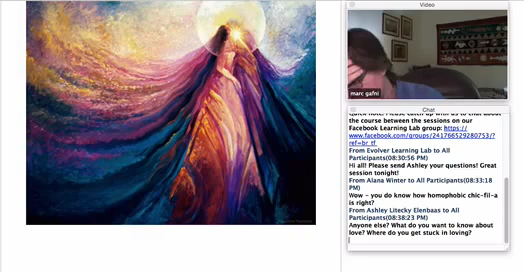 Video
marc gafni
Chat
Quick note: Please catch up with us to chat about
the course between the sessions on our
Facebook Learning Lab group: https://
www.facebook.com/groups/241766529280753/?
ref=br_tf
From Evolver Learning Lab to All
Participants(08:30:56 PM)
Hi all! Please send Ashley your questions! Great
session tonight!
From Alana Winter to All Participants(08:33:18
PM)
Wow - you do know how homophobic chic-fil-a
is right?
From Ashley Litecky Elenbaas to All
Participants(08:38:23 PM)
Anyone else? What do you want to know about
love? Where do you get stuck in loving?